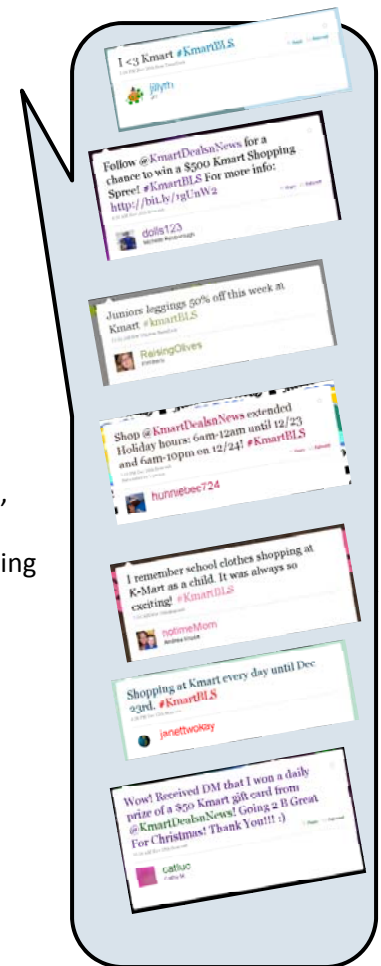 I <3 Kmart #KmartBLS
jillyrh
Follow @KmartDealsnNews for a
chance to win a $500 Kmart Shopping
Spree! #KmartBLS For more info:
http://bit.ly/1gUnW2
dolls123
Juniors leggings 50% off this week at
Kmart #kmartBLS
RaisingOlives
Shop @KmartDealsnNews extended
Holiday hours: 6am-12am until 12/23
and 6am-10pm on 12/24! #KmartBLS
hunniebee724
,
ing
I remember school clothes shopping at
K-Mart as a child. It was always so
exciting! #KmartBLS
notimeMom
Shopping at Kmart every day until Dec
23rd. #KmartBLS
janettwokay
Wow! Received DM that I won a daily
prize of a $50 Kmart gift card from
@KmartDealsnNews! Going 2 B Great
For Christmas! Thank You!!! :)
catluc